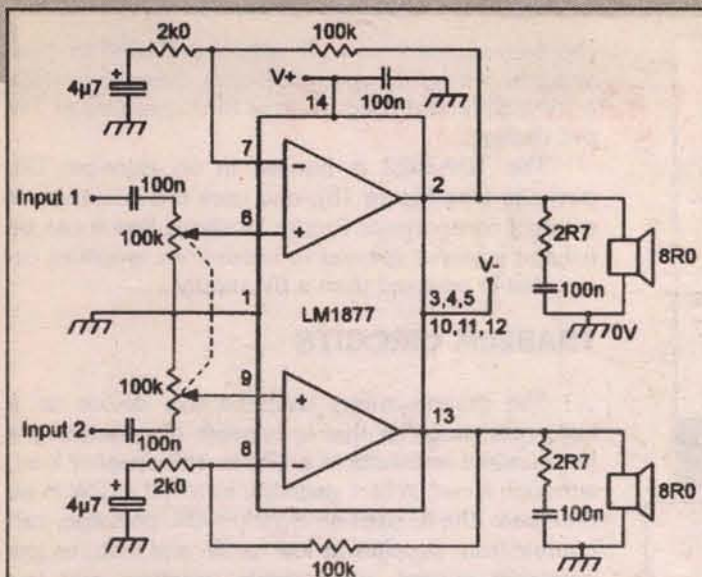 2k0
100k
4µ7
+
V+
100n
14
7
−
2
100n
Input 1
6
+
100k
2R7
8R0
V-
100n
1
LM1877
3,4,5
10,11,12
0V
100k
9
+
13
Input 2
100n
8
−
2R7
8R0
+
2k0
4µ7
100n
100k